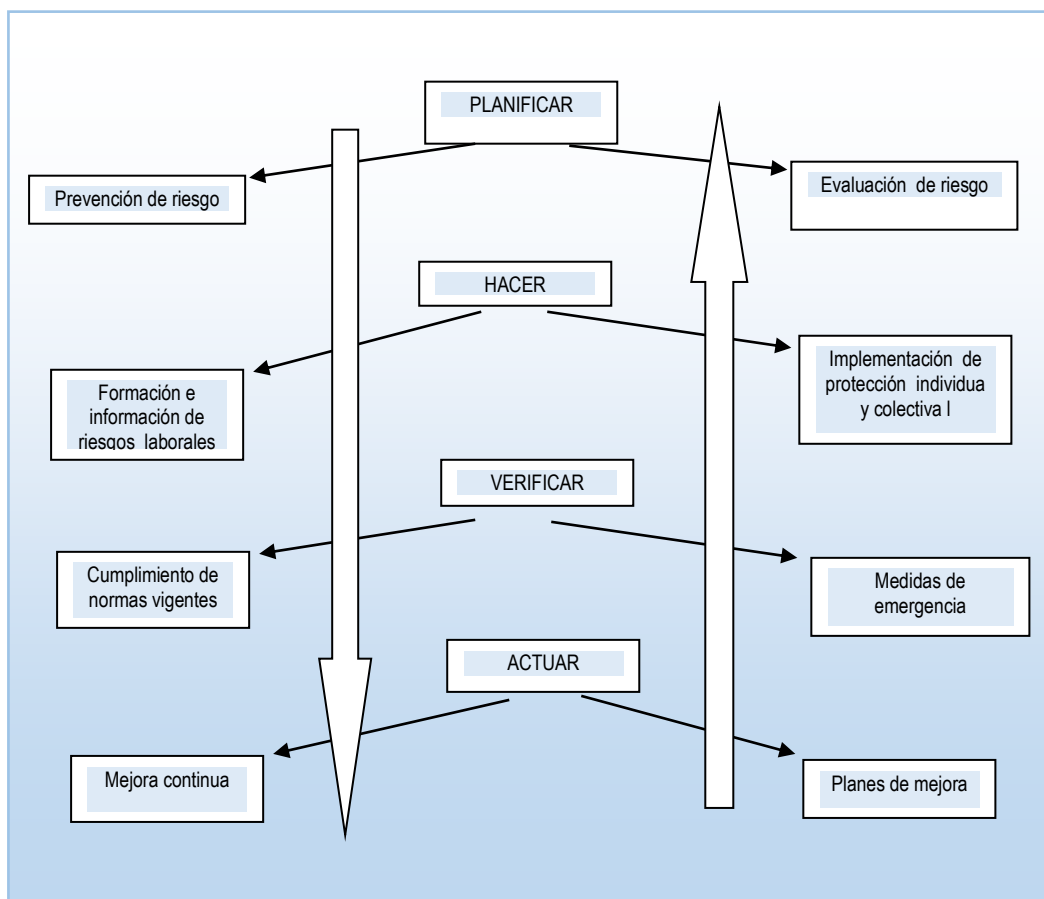 PLANIFICAR
Prevención de riesgo
Evaluación de riesgo
HACER
Formación e
información de
riesgos laborales
Implementación de
protección individua
y colectiva l
VERIFICAR
Cumplimiento de
normas vigentes
Medidas de
emergencia
ACTUAR
Mejora continua
Planes de mejora